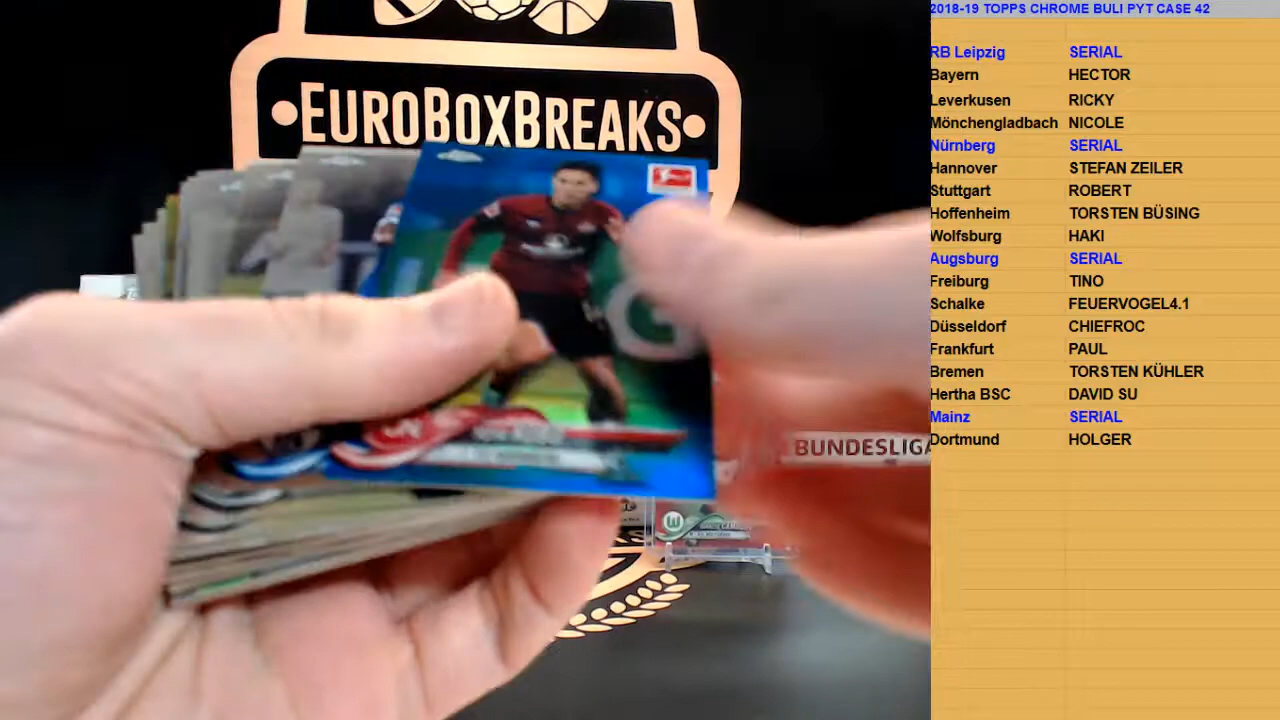 EUROBOXBREAKS
BUNDESLIGA
2018-19 TOPPS CHROME BULI PYT CASE 42
RB Leipzig SERIAL
Bayern HECTOR
Leverkusen RICKY
Mönchengladbach NICOLE
Nürnberg SERIAL
Hannover STEFAN ZEILER
Stuttgart ROBERT
Hoffenheim TORSTEN BÜSING
Wolfsburg HAKI
Augsburg SERIAL
Freiburg TINO
Schalke FEUERVOGEL4.1
Düsseldorf CHIEFROC
Frankfurt PAUL
Bremen TORSTEN KÜHLER
Hertha BSC DAVID SU
Mainz SERIAL
Dortmund HOLGER